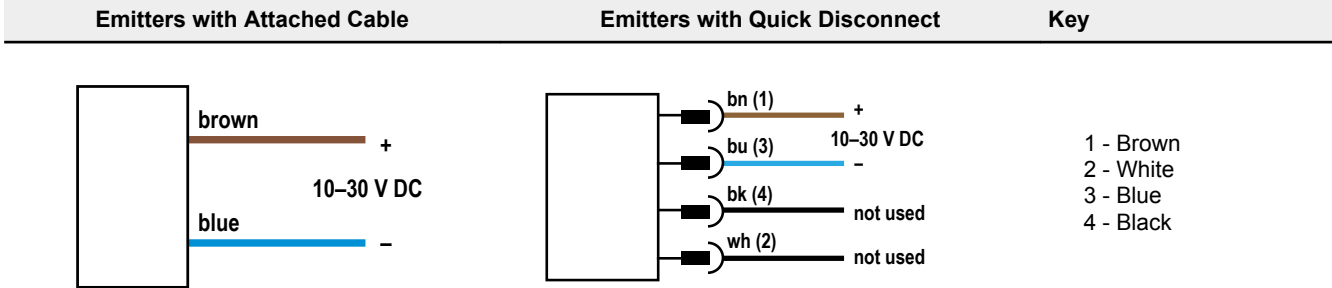 Emitters with Attached Cable
Emitters with Quick Disconnect
Key
brown
+
10–30 V DC
blue
–
bn (1)
+
10–30 V DC
bu (3)
–
bk (4)
not used
wh (2)
not used
1 - Brown
2 - White
3 - Blue
4 - Black